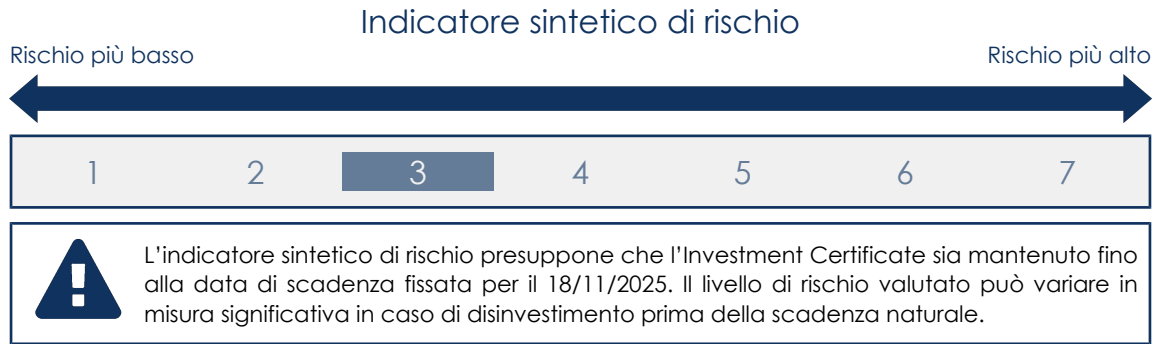 Indicatore sintetico di rischio
Rischio più basso Rischio più alto
1 2 3 4 5 6 7
L'indicatore sintetico di rischio presuppone che l'Investment Certificate sia mantenuto fino
alla data di scadenza fissata per il 18/11/2025. Il livello di rischio valutato può variare in
misura significativa in caso di disinvestimento prima della scadenza naturale.